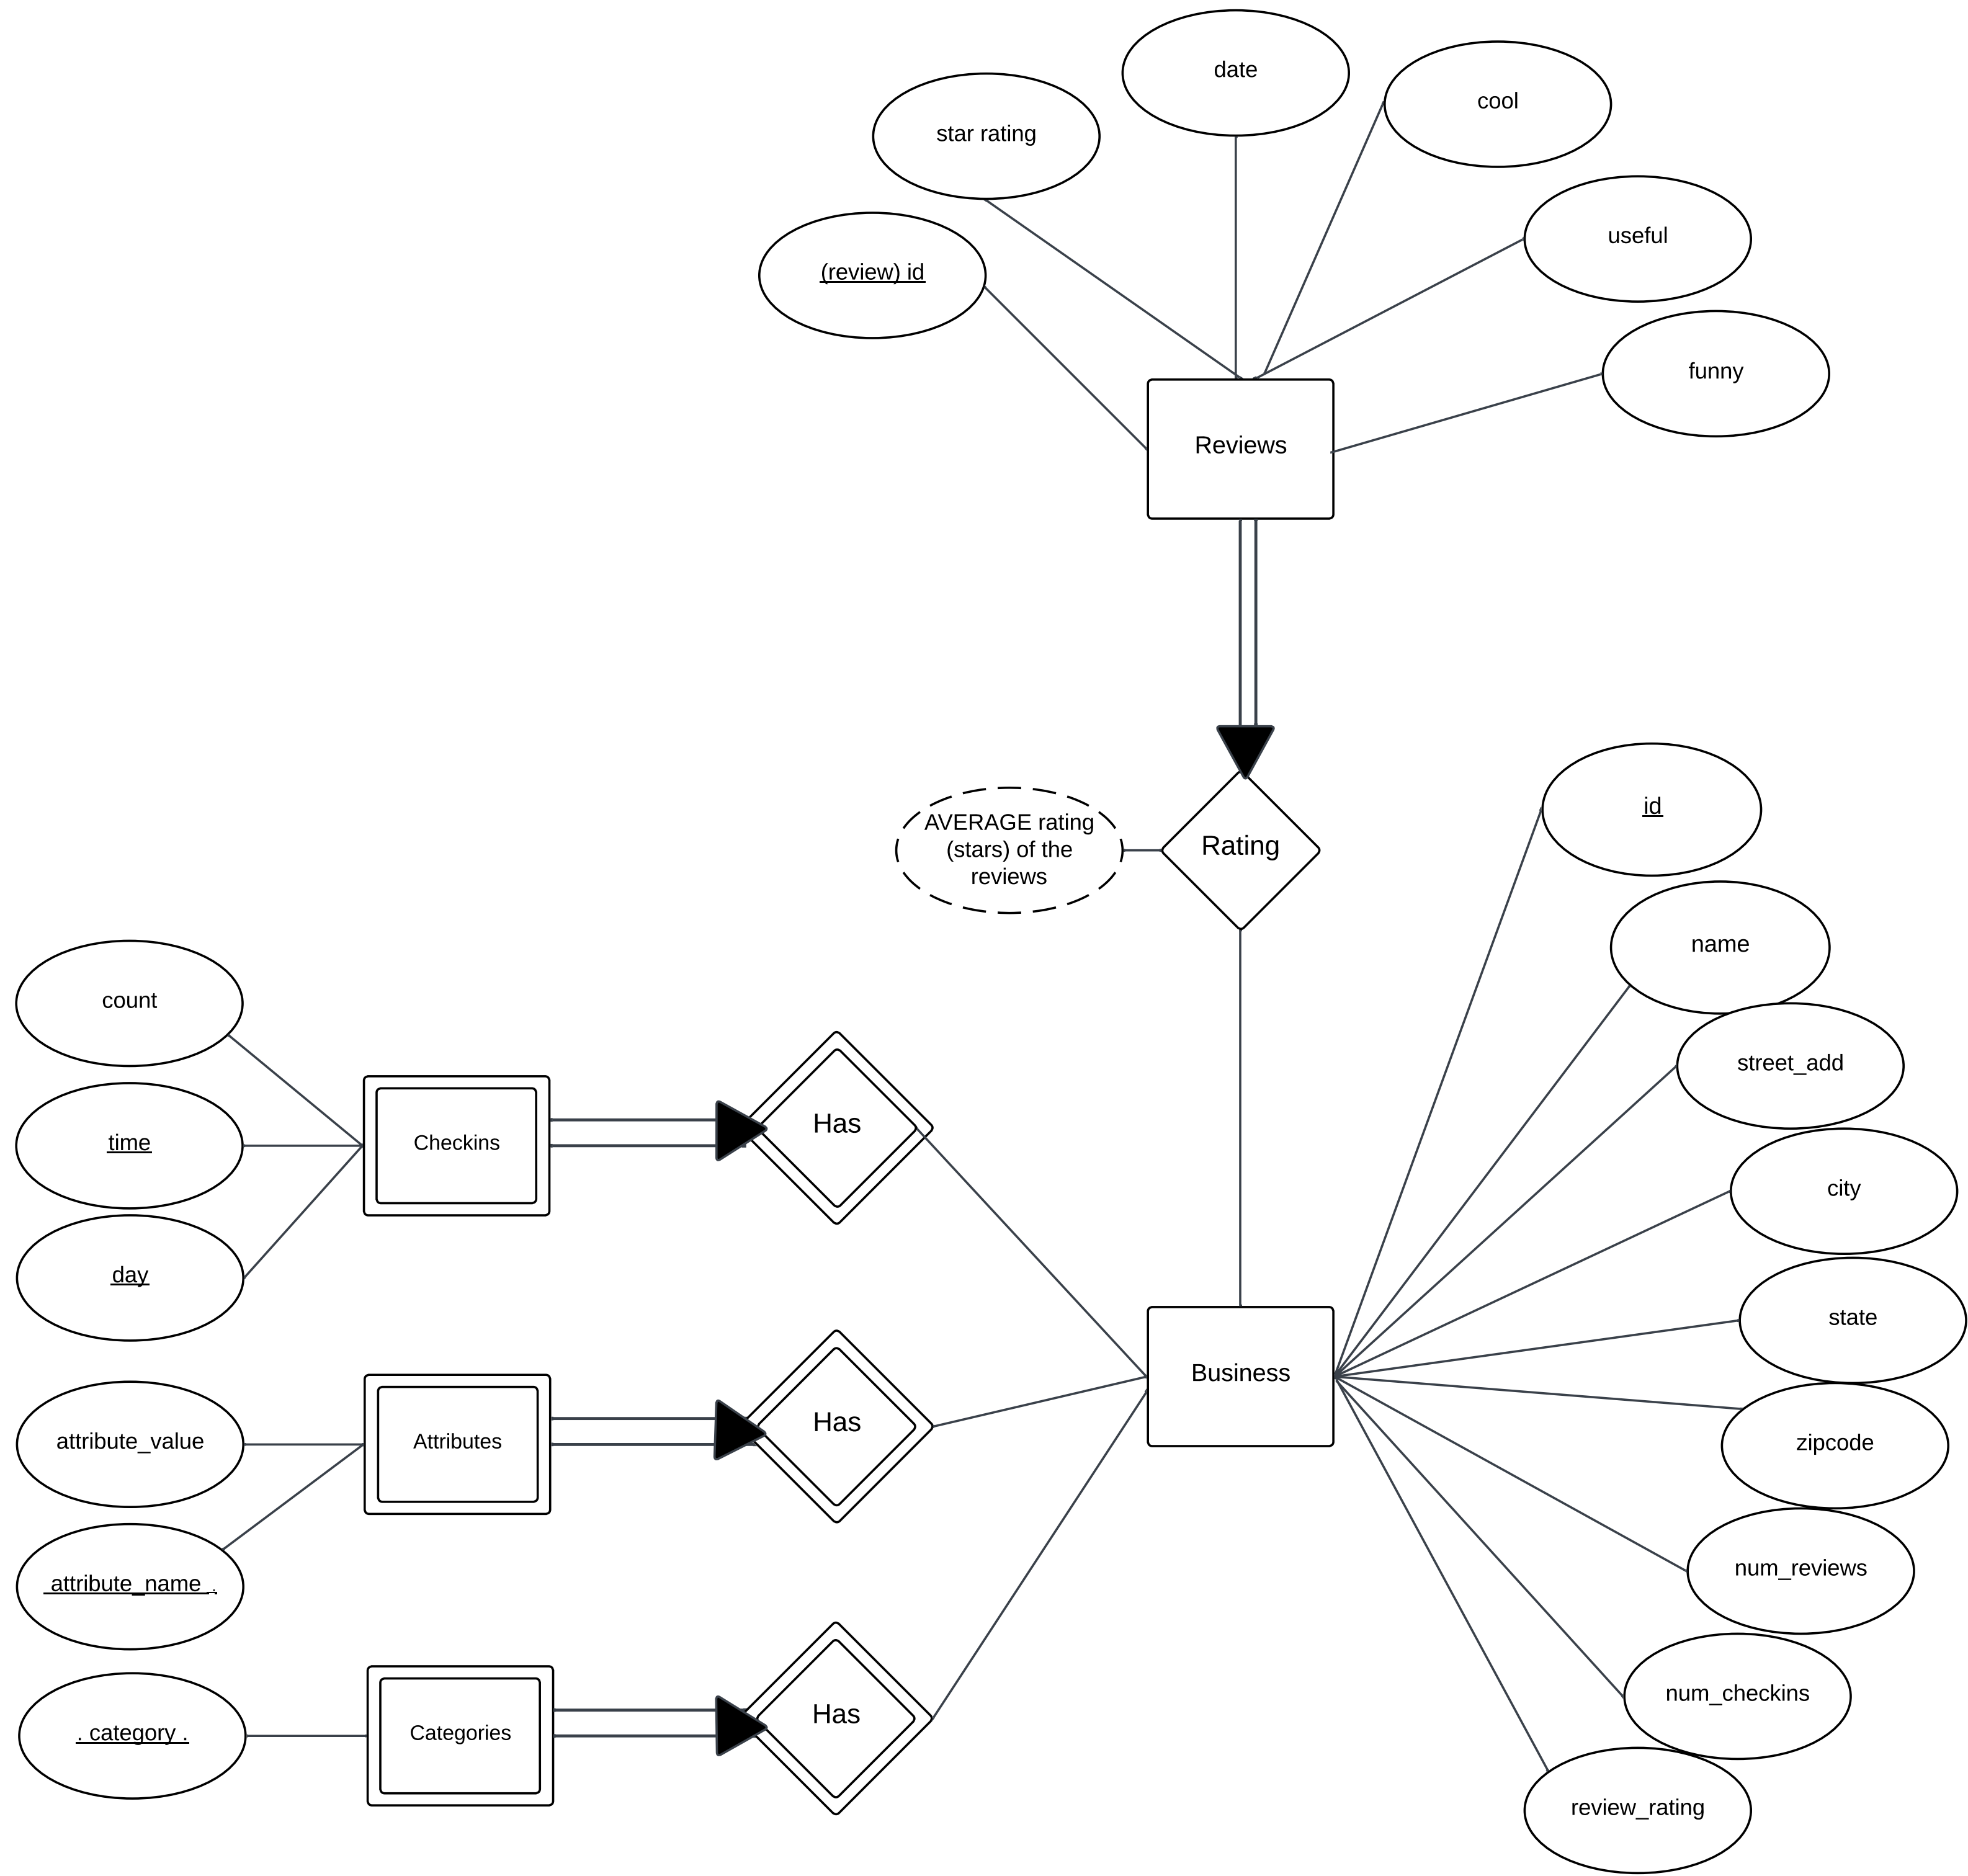 date
cool
star rating
useful
(review) id
funny
Reviews
id
AVERAGE rating
(stars) of the
reviews
Rating
name
count
street_add
Has
time
Checkins
city
day
state
Business
attribute_value
Attributes
Has
zipcode
attribute_name .
num_reviews
num_checkins
. category .
Categories
Has
review_rating